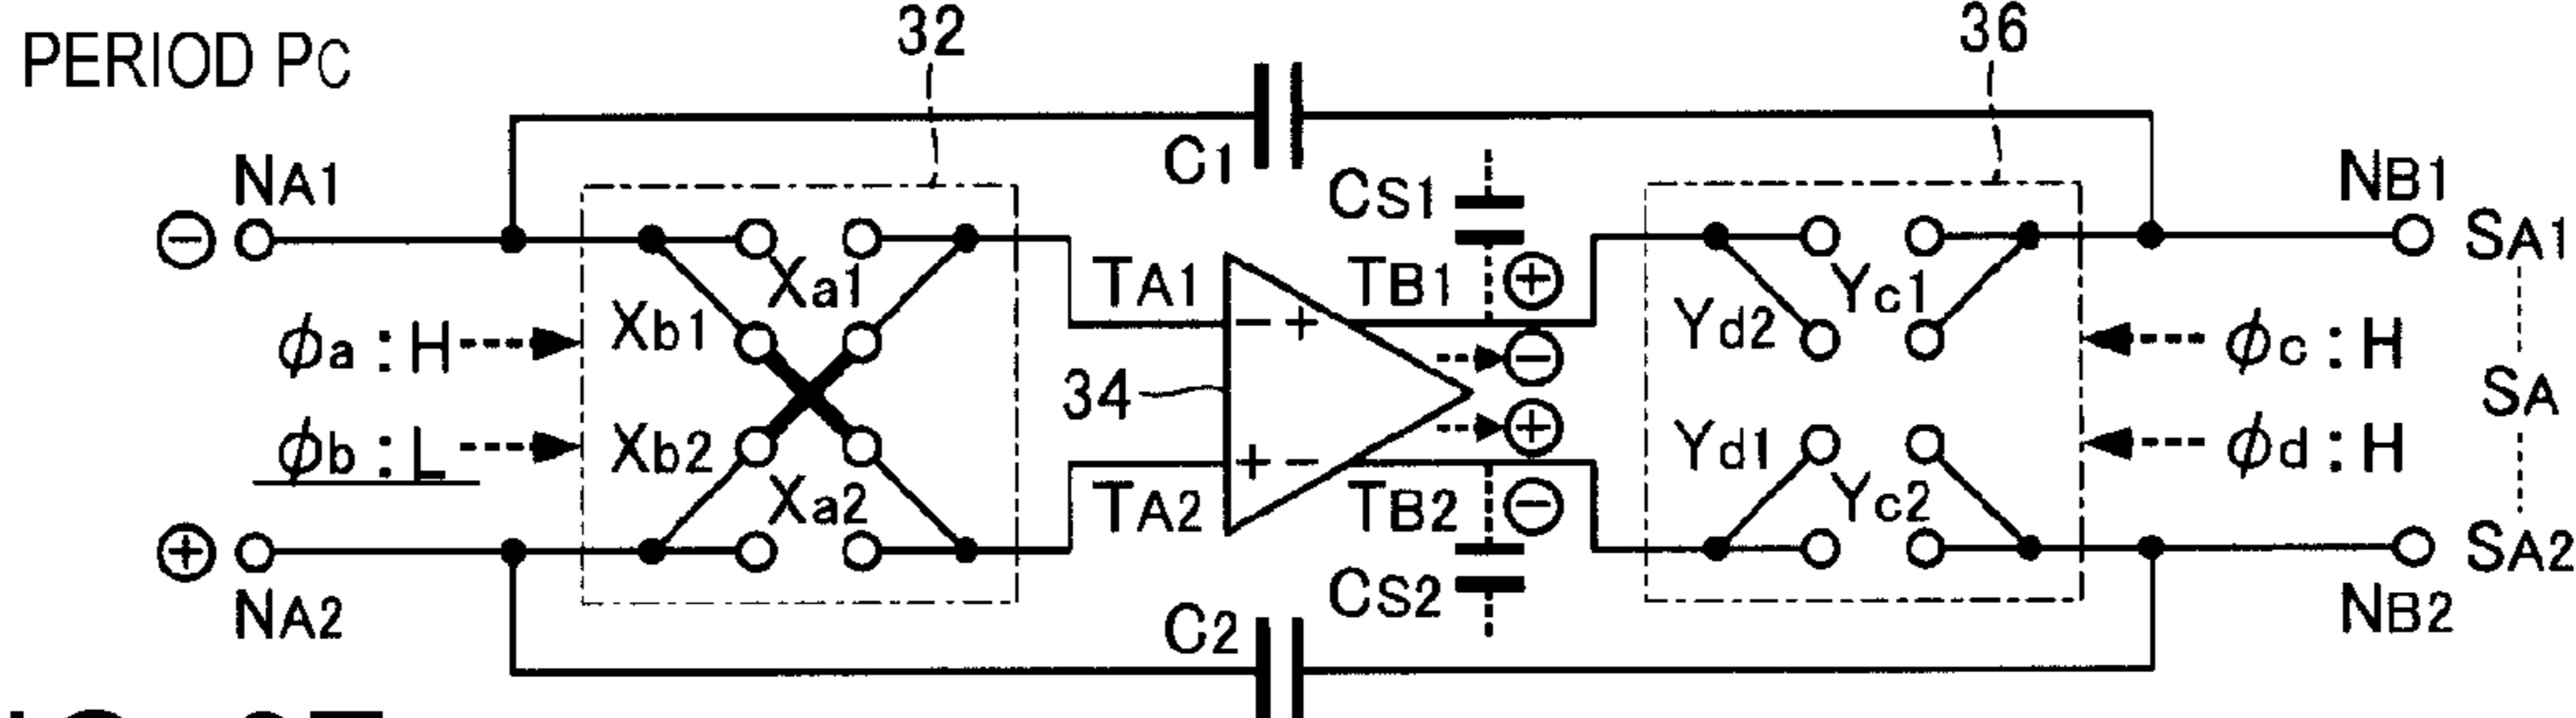 PERIOD PC
32
36
C1
CS1
NA1
NB1
⊖
Xa1
TA1
TB1
⊕
Yc1
SA1
Xb1
− +
Yd2
ϕa : H
⊖
ϕc : H
34
SA
⊕
ϕb : L
Xb2
+ −
Yd1
ϕd : H
Xa2
TA2
TB2
⊖
Yc2
⊕
SA2
NA2
C2
CS2
NB2